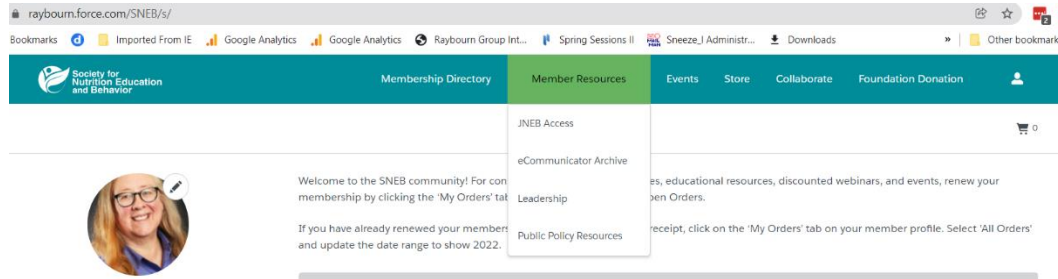 raybourn.force.com/SNEB/s/
2
Bookmarks Imported From IE Google Analytics Google Analytics Raybourn Group Int... Spring Sessions II Sneeze_I Administr... Downloads » Other bookmark
Society for
Nutrition Education
and Behavior
Membership Directory Member Resources Events Store Collaborate Foundation Donation
JNEB Access
0
eCommunicator Archive
Welcome to the SNEB community! For con es, educational resources, discounted webinars, and events, renew your
membership by clicking the 'My Orders' tab pen Orders.
Leadership
If you have already renewed your members receipt, click on the 'My Orders' tab on your member profile. Select 'All Orders'
Public Policy Resources
and update the date range to show 2022.